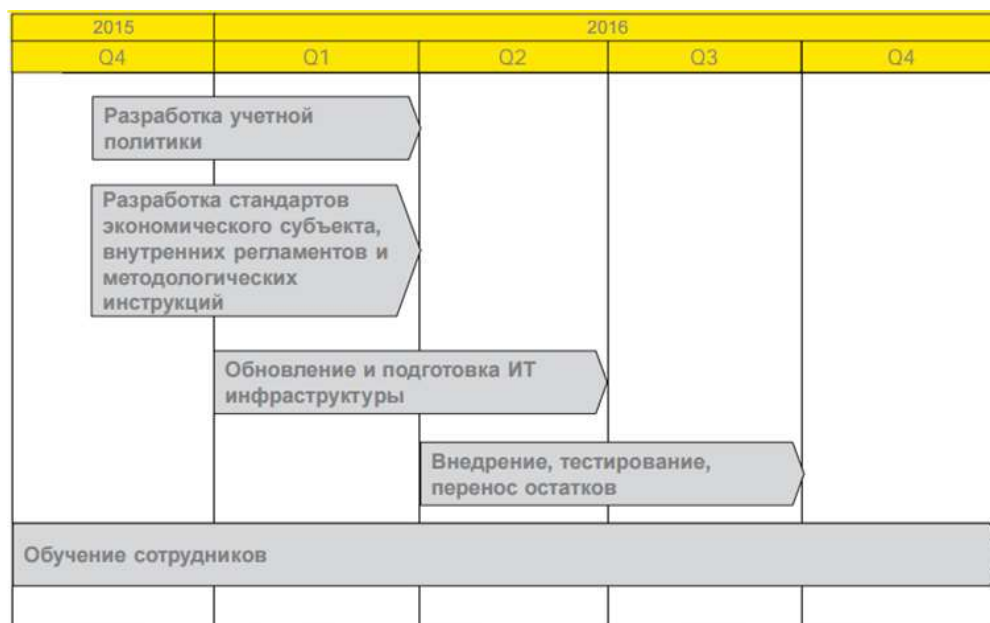 2015 2016
Q4 Q1 Q2 Q3 Q4
Разработка учетной
политики
Разработка стандартов
экономического субъекта,
внутренних регламентов и
методологических
инструкций
Обновление и подготовка ИТ
инфраструктуры
Внедрение, тестирование,
перенос остатков
Обучение сотрудников